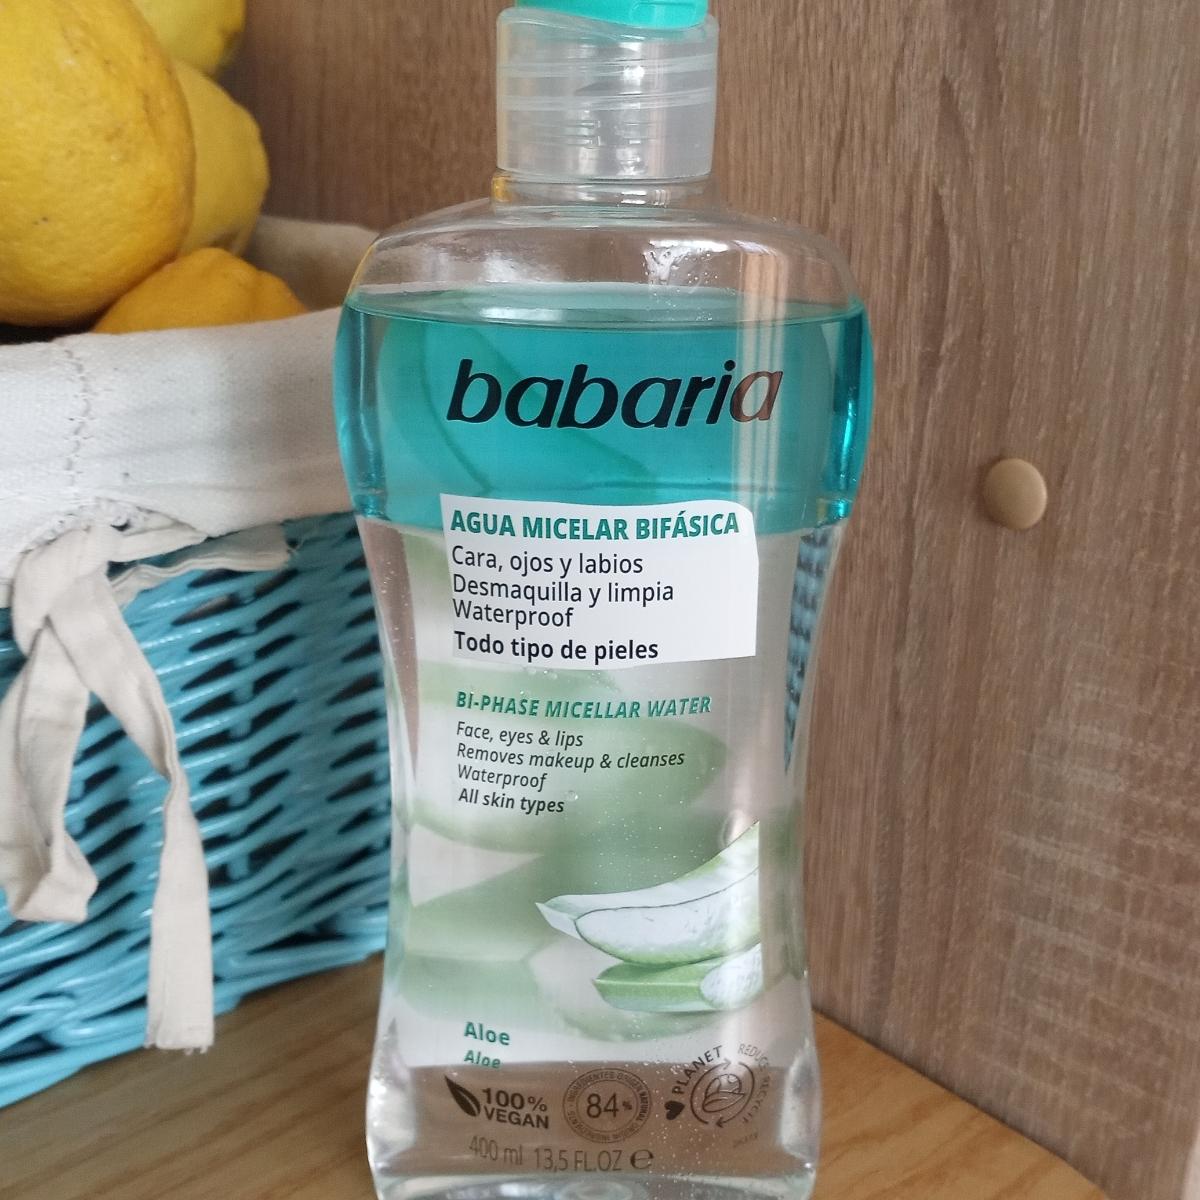 babaria
AGUA MICELAR BIFÁSICA
Cara, ojos y labios
Desmaquilla y limpia
Waterproof
Todo tipo de pieles
BI-PHASE MICELLAR WATER
Face, eyes & lips
Removes makeup & cleanses
Waterproof
All skin types
Aloe
Aloe
100%
VEGAN
84%
PLANET
400 ml 13,5 FL.OZ ℮